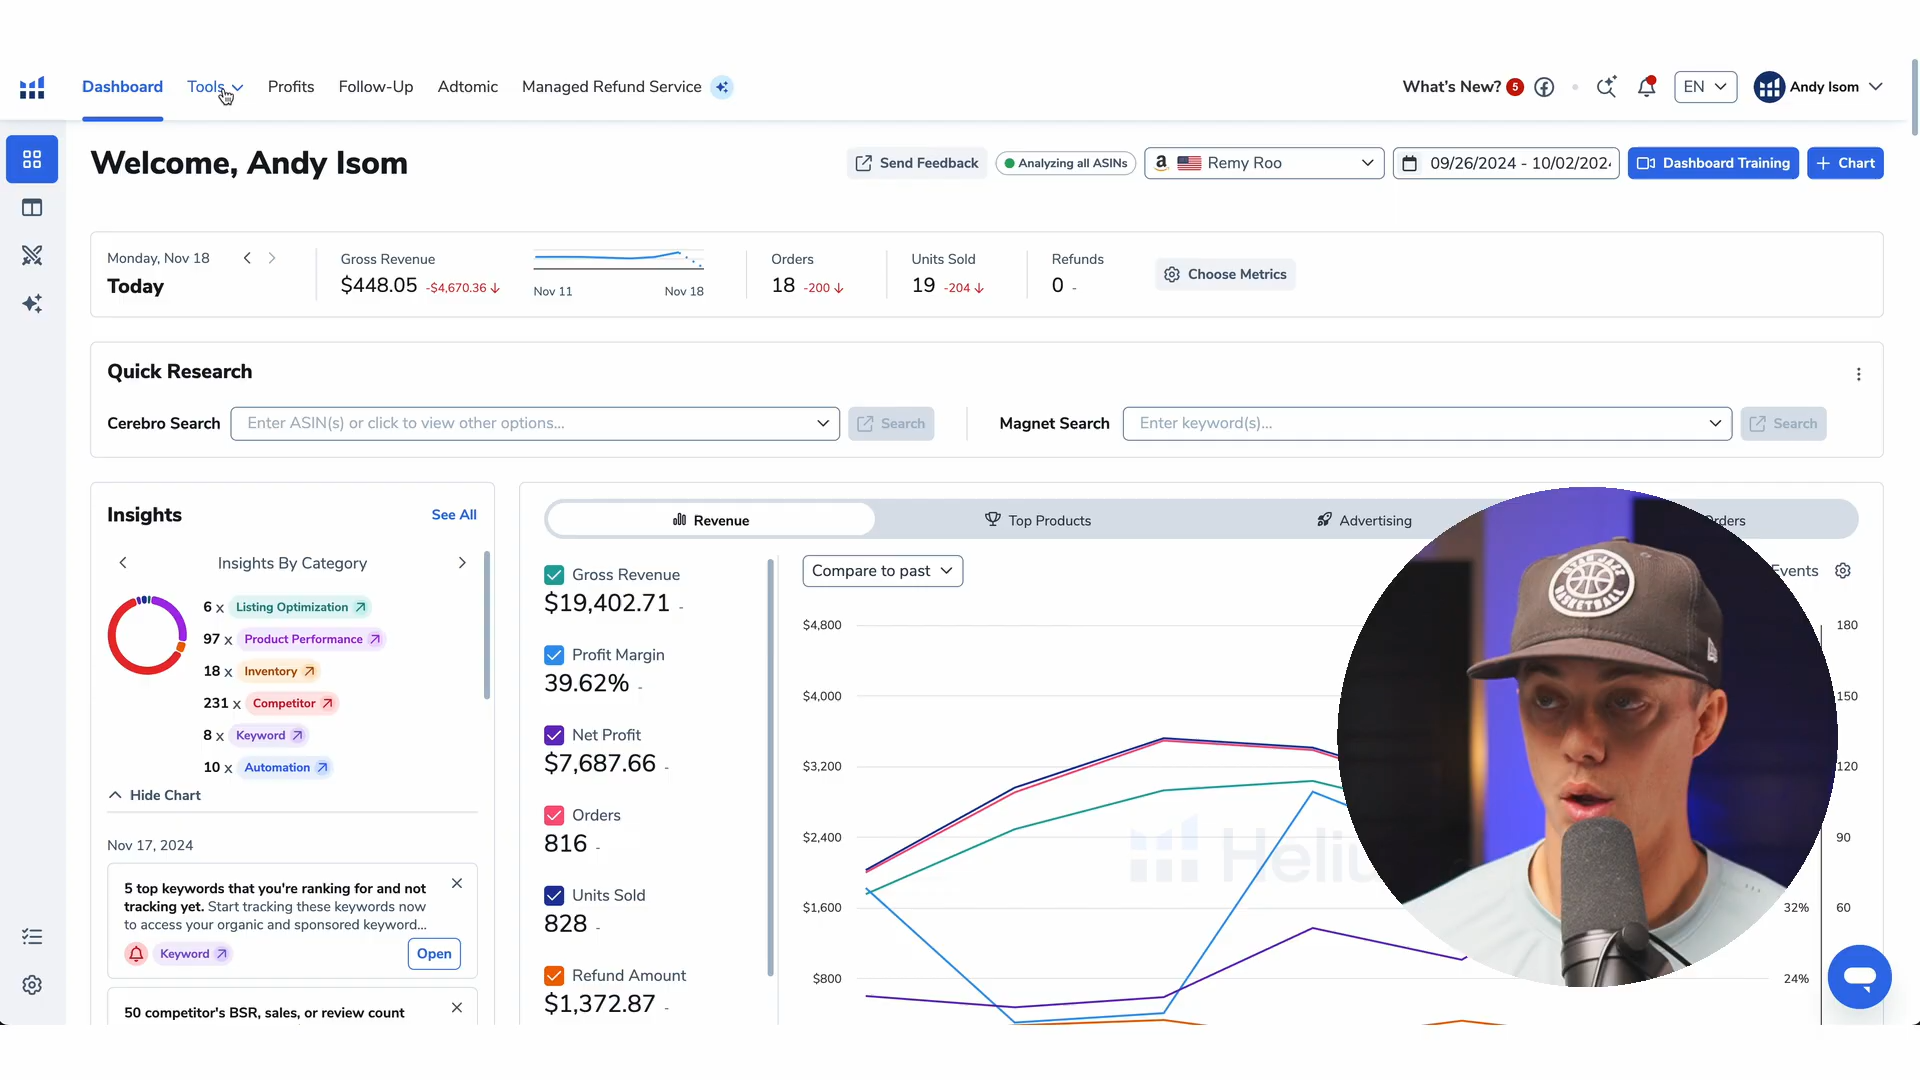 Dashboard Tools Profits Follow-Up Adtomic Managed Refund Service What's New? 5 EN Andy Isom
Welcome, Andy Isom Send Feedback Analyzing all ASINs a Remy Roo 09/26/2024 - 10/02/202 Dashboard Training + Chart
Monday, Nov 18
Today
Gross Revenue
$448.05 -$4,670.36 ↓
Nov 11 Nov 18
Orders
18 -200 ↓
Units Sold
19 -204 ↓
Refunds
0 -
Choose Metrics
Quick Research
Cerebro Search Enter ASIN(s) or click to view other options... Search Magnet Search Enter keyword(s)... Search
Insights See All
Insights By Category
6 x Listing Optimization
97 x Product Performance
18 x Inventory
231 x Competitor
8 x Keyword
10 x Automation
Hide Chart
Nov 17, 2024
5 top keywords that you're ranking for and not
tracking yet. Start tracking these keywords now
to access your organic and sponsored keyword...
Keyword Open
50 competitor's BSR, sales, or review count
Revenue Top Products Advertising Orders
Gross Revenue
$19,402.71 -
Profit Margin
39.62% -
Net Profit
$7,687.66 -
Orders
816 -
Units Sold
828 -
Refund Amount
$1,372.87 -
Compare to past Events
$4,800
$4,000
$3,200
$2,400
$1,600
$800
Heliu
180
150
120
90
32% 60
24%
UTAH JAZZ
BASKETBALL